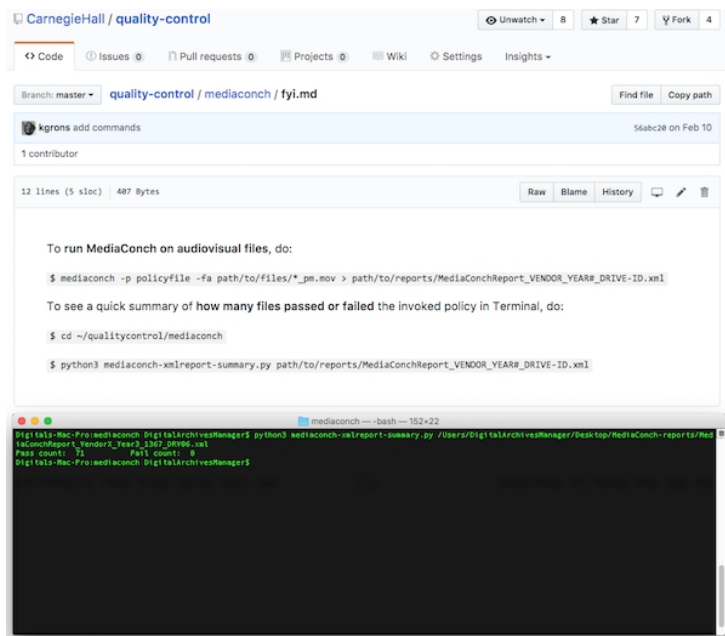 CarnegieHall / quality-control
Unwatch 8 Star 7 Fork 4
Code Issues 0 Pull requests 0 Projects 0 Wiki Settings Insights
Branch: master quality-control / mediaconch / fyi.md Find file Copy path
kgrons add commands 56abc20 on Feb 10
1 contributor
12 lines (5 sloc) 407 Bytes Raw Blame History
To run MediaConch on audiovisual files, do:
$ mediaconch -p policyfile -fa path/to/files/*_pm.mov > path/to/reports/MediaConchReport_VENDOR_YEAR#_DRIVE-ID.xml
To see a quick summary of how many files passed or failed the invoked policy in Terminal, do:
$ cd ~/qualitycontrol/mediaconch
$ python3 mediaconch-xmlreport-summary.py path/to/reports/MediaConchReport_VENDOR_YEAR#_DRIVE-ID.xml
mediaconch — -bash — 152×22
Digitals-Mac-Pro:mediaconch DigitalArchivesManager$ python3 mediaconch-xmlreport-summary.py /Users/DigitalArchivesManager/Desktop/MediaConch-reports/Med
iaConchReport_VendorX_Year3_1367_DRV06.xml
Pass count: 71 Fail count: 0
Digitals-Mac-Pro:mediaconch DigitalArchivesManager$